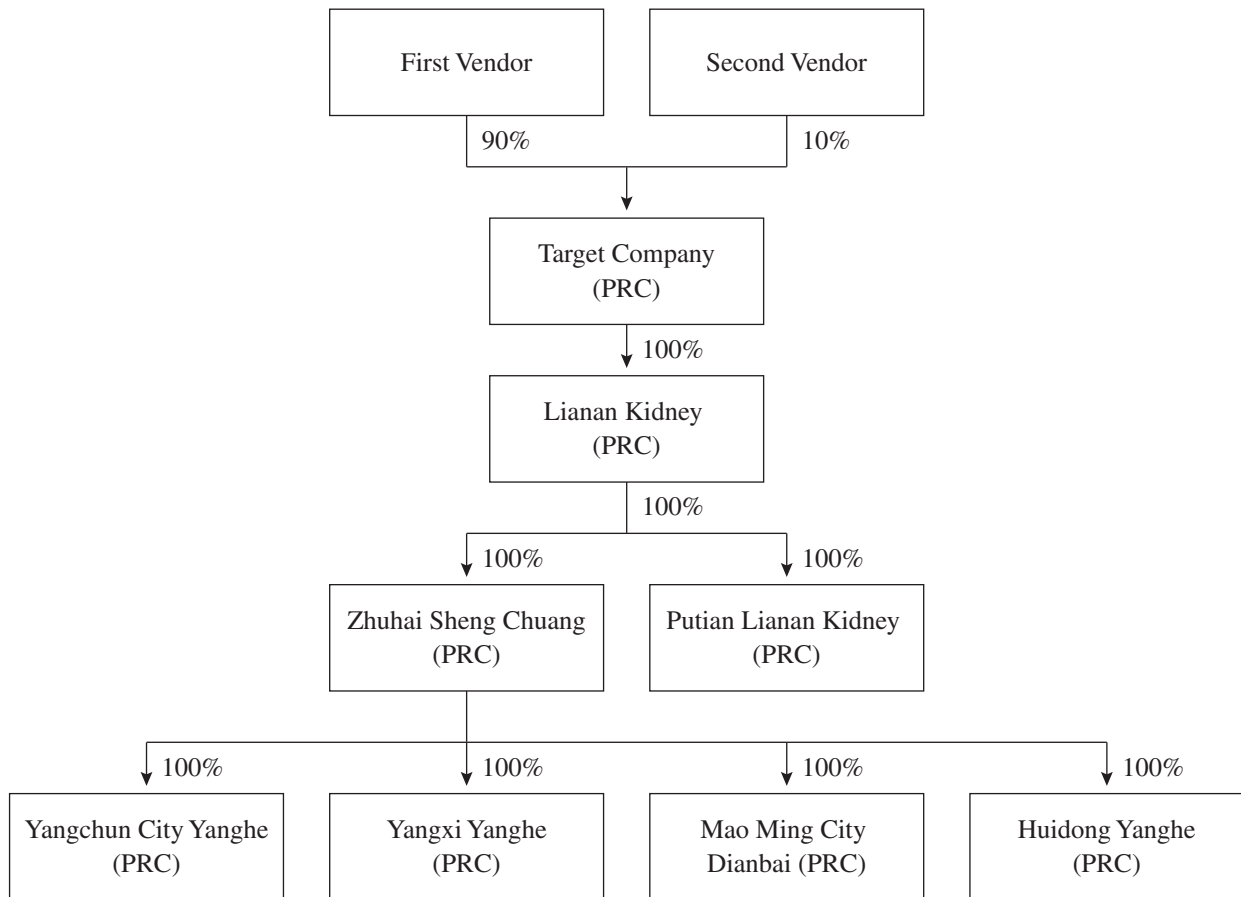 First Vendor
Second Vendor
90%
10%
Target Company
(PRC)
100%
Lianan Kidney
(PRC)
100%
100%
100%
Zhuhai Sheng Chuang
(PRC)
Putian Lianan Kidney
(PRC)
100%
100%
100%
100%
Yangchun City Yanghe
(PRC)
Yangxi Yanghe
(PRC)
Mao Ming City
Dianbai (PRC)
Huidong Yanghe
(PRC)